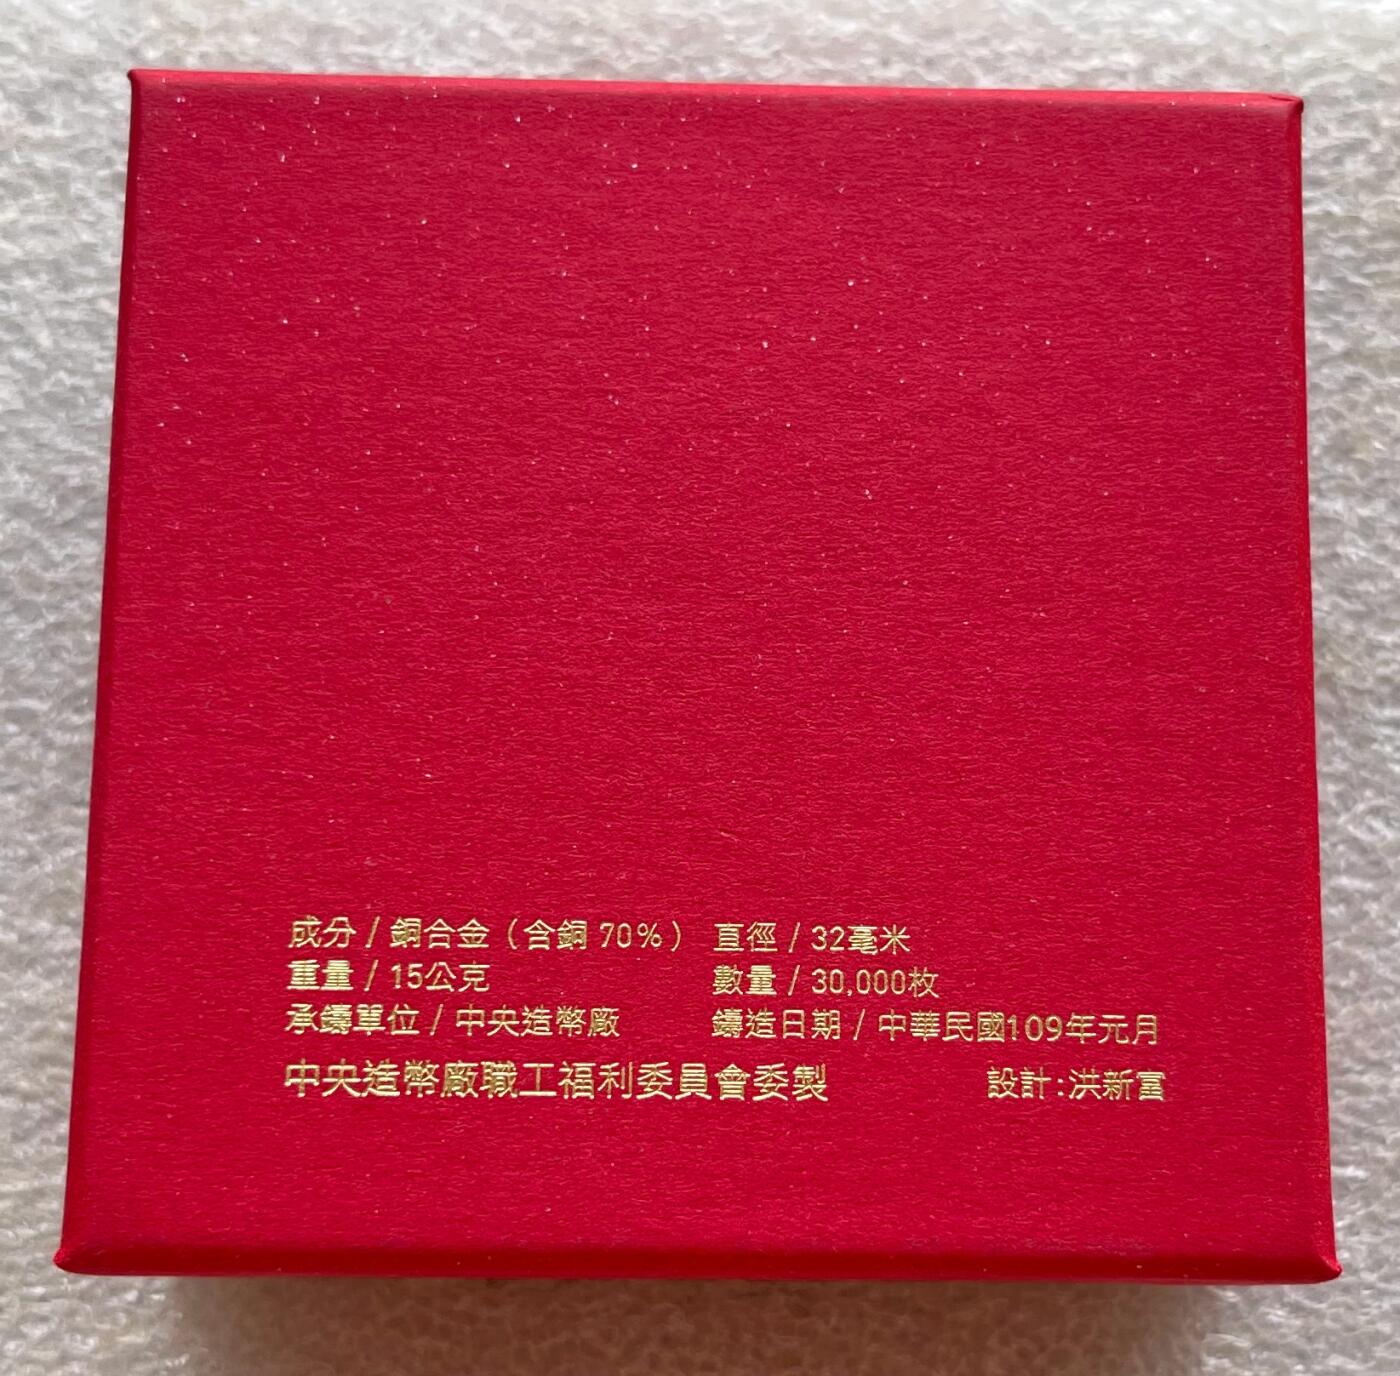 成分 / 銅合金（含銅 70%） 直徑 / 32毫米
重量 / 15公克 數量 / 30,000枚
承鑄單位 / 中央造幣廠 鑄造日期 / 中華民國109年元月
中央造幣廠職工福利委員會委製 設計:洪新富